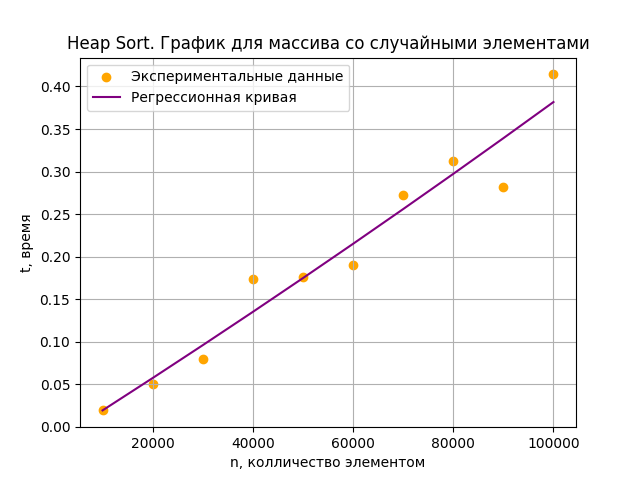 Heap Sort. График для массива со случайными элементами
Экспериментальные данные
Регрессионная кривая
0.40
0.35
0.30
0.25
0.20
0.15
0.10
0.05
0.00
t, время
20000 40000 60000 80000 100000
n, колличество элементом